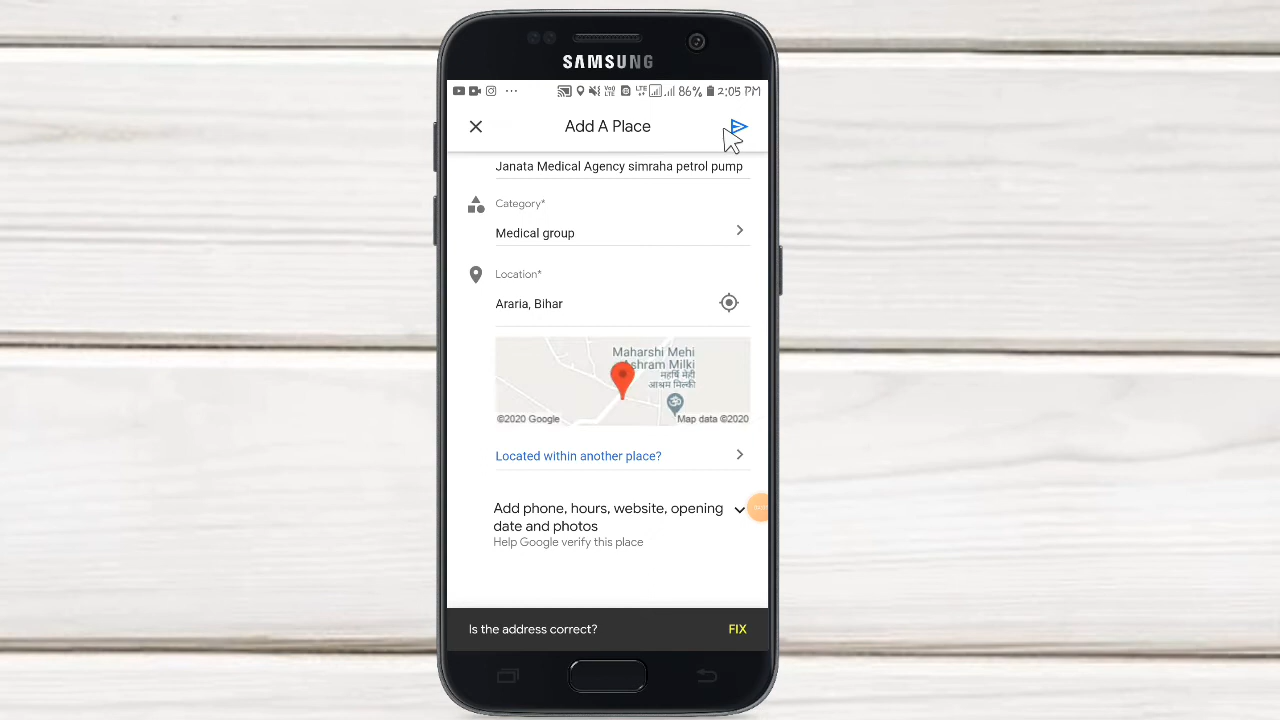 SAMSUNG
86% 2:05 PM
Add A Place
Janata Medical Agency simraha petrol pump
Category*
Medical group
Location*
Araria, Bihar
Maharshi Mehi
Ashram Milki
महर्षि मेहीं
आश्रम मिल्की
©2020 Google
Map data ©2020
Located within another place?
Add phone, hours, website, opening
date and photos
Help Google verify this place
Is the address correct?
FIX